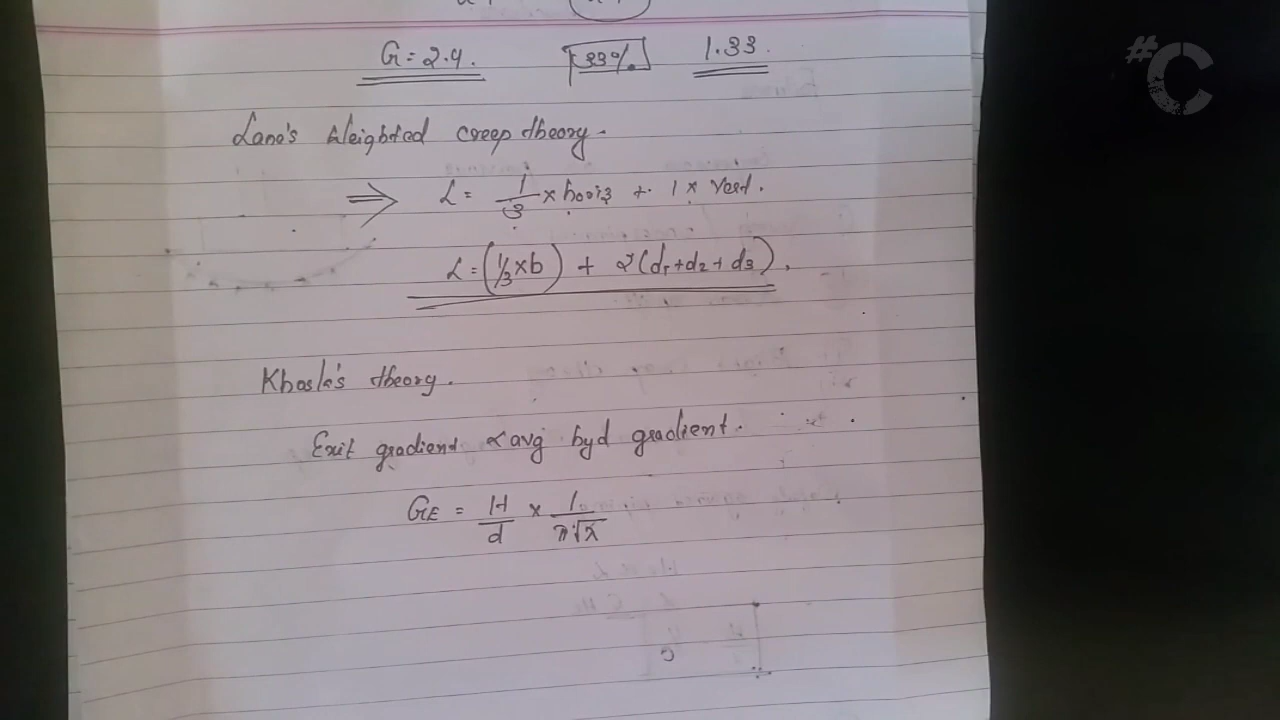 G = 2.4. 33% 1.33.
#C
Lane's Weighted creep theory.
⇒ L = 1/3 × horiz + 1 × vert.
L = (1/3 × b) + 2(d1 + d2 + d3).
Khosla's theory.
Exit gradient < avg hyd gradient.
GE = H/d × 1/π√λ